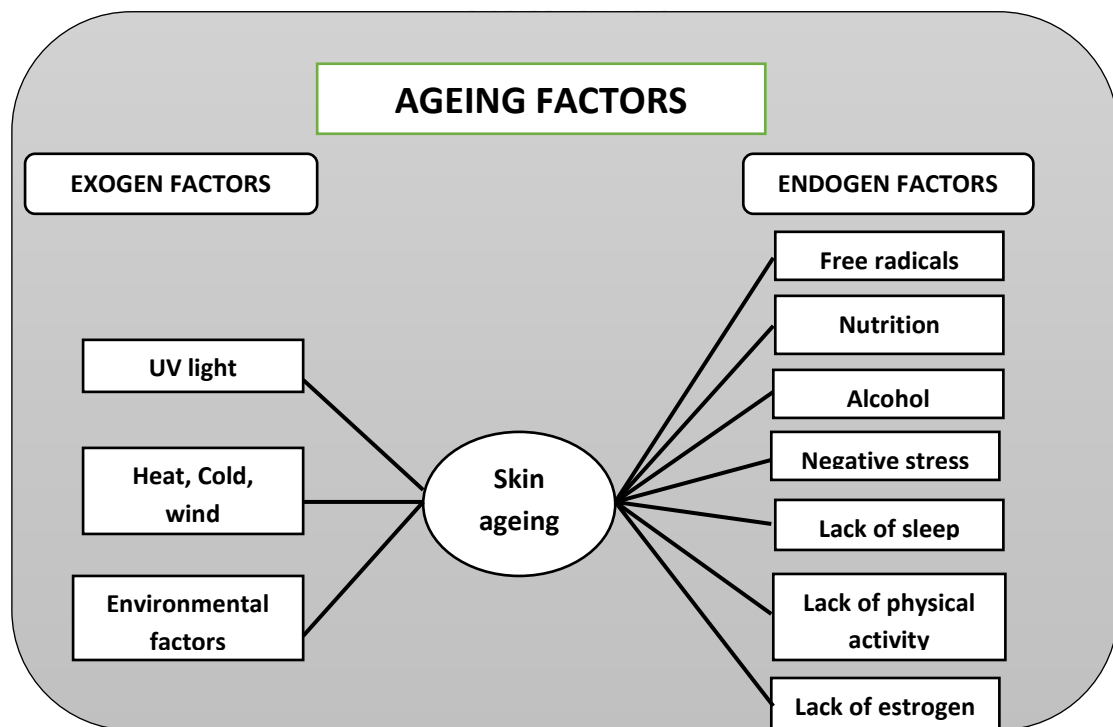 AGEING FACTORS
EXOGEN FACTORS
UV light
Heat, Cold,
wind
Environmental
factors
Skin
ageing
ENDOGEN FACTORS
Free radicals
Nutrition
Alcohol
Negative stress
Lack of sleep
Lack of physical
activity
Lack of estrogen